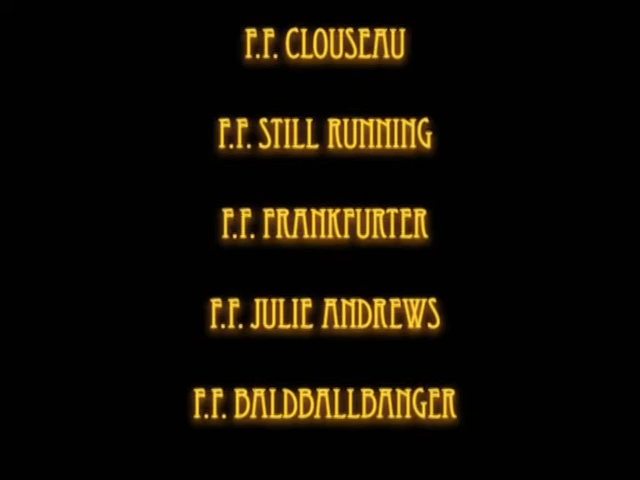 F.F. CLOUSEAU
F.F. STILL RUNNING
F.F. FRANKFURTER
F.F. JULIE ANDREWS
F.F. BALDBALLBANGER